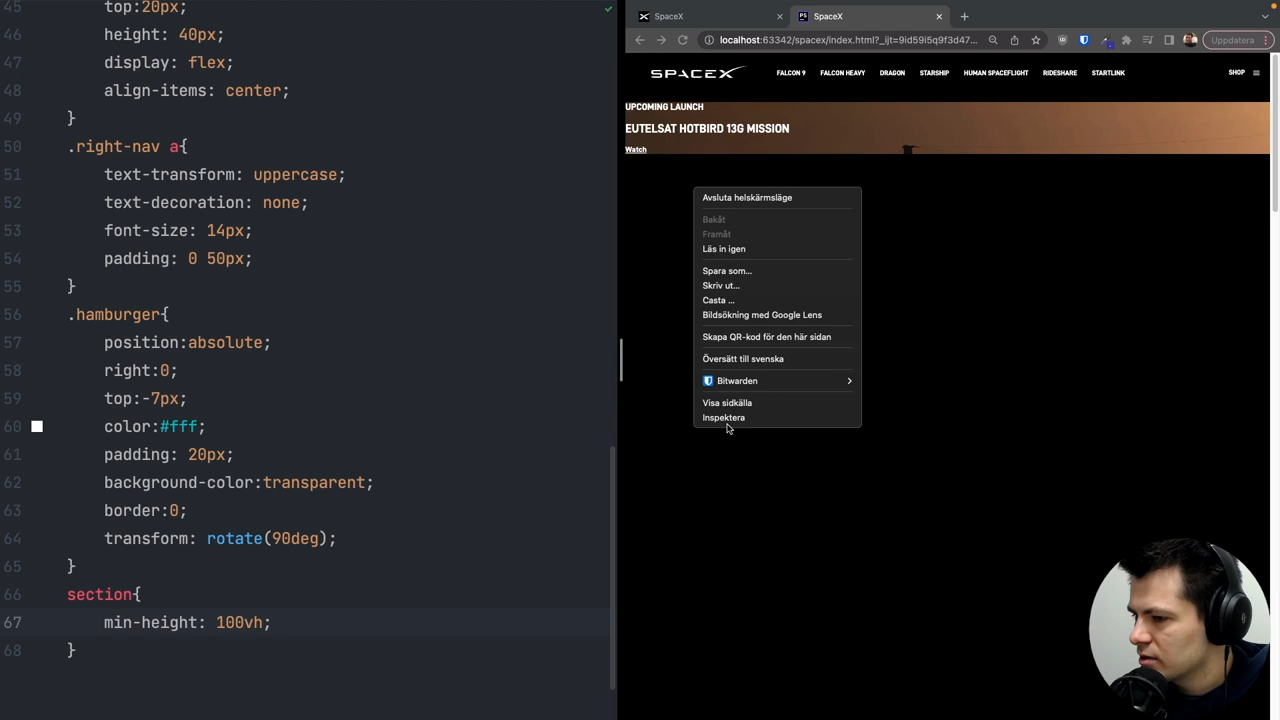 45 top:20px;
46 height: 40px;
47 display: flex;
48 align-items: center;
49 }
50 .right-nav a{
51 text-transform: uppercase;
52 text-decoration: none;
53 font-size: 14px;
54 padding: 0 50px;
55 }
56 .hamburger{
57 position:absolute;
58 right:0;
59 top:-7px;
60 color:#fff;
61 padding: 20px;
62 background-color:transparent;
63 border:0;
64 transform: rotate(90deg);
65 }
66 section{
67 min-height: 100vh;
68 }
SpaceX
PS SpaceX
localhost:63342/spacex/index.html?_ijt=9id59i5q9f3d47...
Uppdatera
SPACEX FALCON 9 FALCON HEAVY DRAGON STARSHIP HUMAN SPACEFLIGHT RIDESHARE STARTLINK SHOP
UPCOMING LAUNCH
EUTELSAT HOTBIRD 13G MISSION
Watch
Avsluta helskärmsläge
Bakåt
Framåt
Läs in igen
Spara som...
Skriv ut...
Casta ...
Bildsökning med Google Lens
Skapa QR-kod för den här sidan
Översätt till svenska
Bitwarden
Visa sidkälla
Inspektera